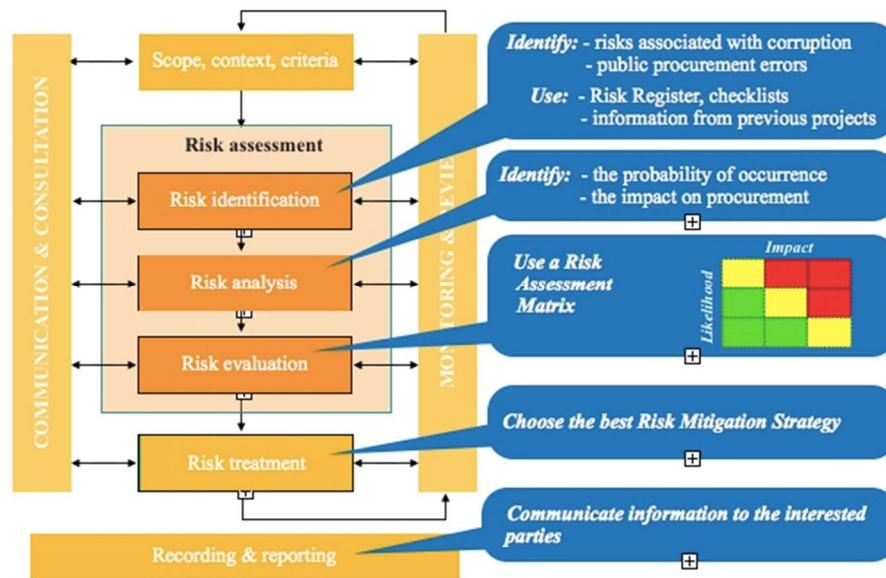 COMMUNICATION & CONSULTATION
Scope, context, criteria
Risk assessment
Risk identification
Risk analysis
Risk evaluation
Risk treatment
Recording & reporting
MONITORING & REVIEW
Identify: - risks associated with corruption
- public procurement errors
Use: - Risk Register, checklists
- information from previous projects
Identify: - the probability of occurrence
- the impact on procurement
Use a Risk
Assessment
Matrix
Impact
Likelihood
Choose the best Risk Mitigation Strategy
Communicate information to the interested
parties